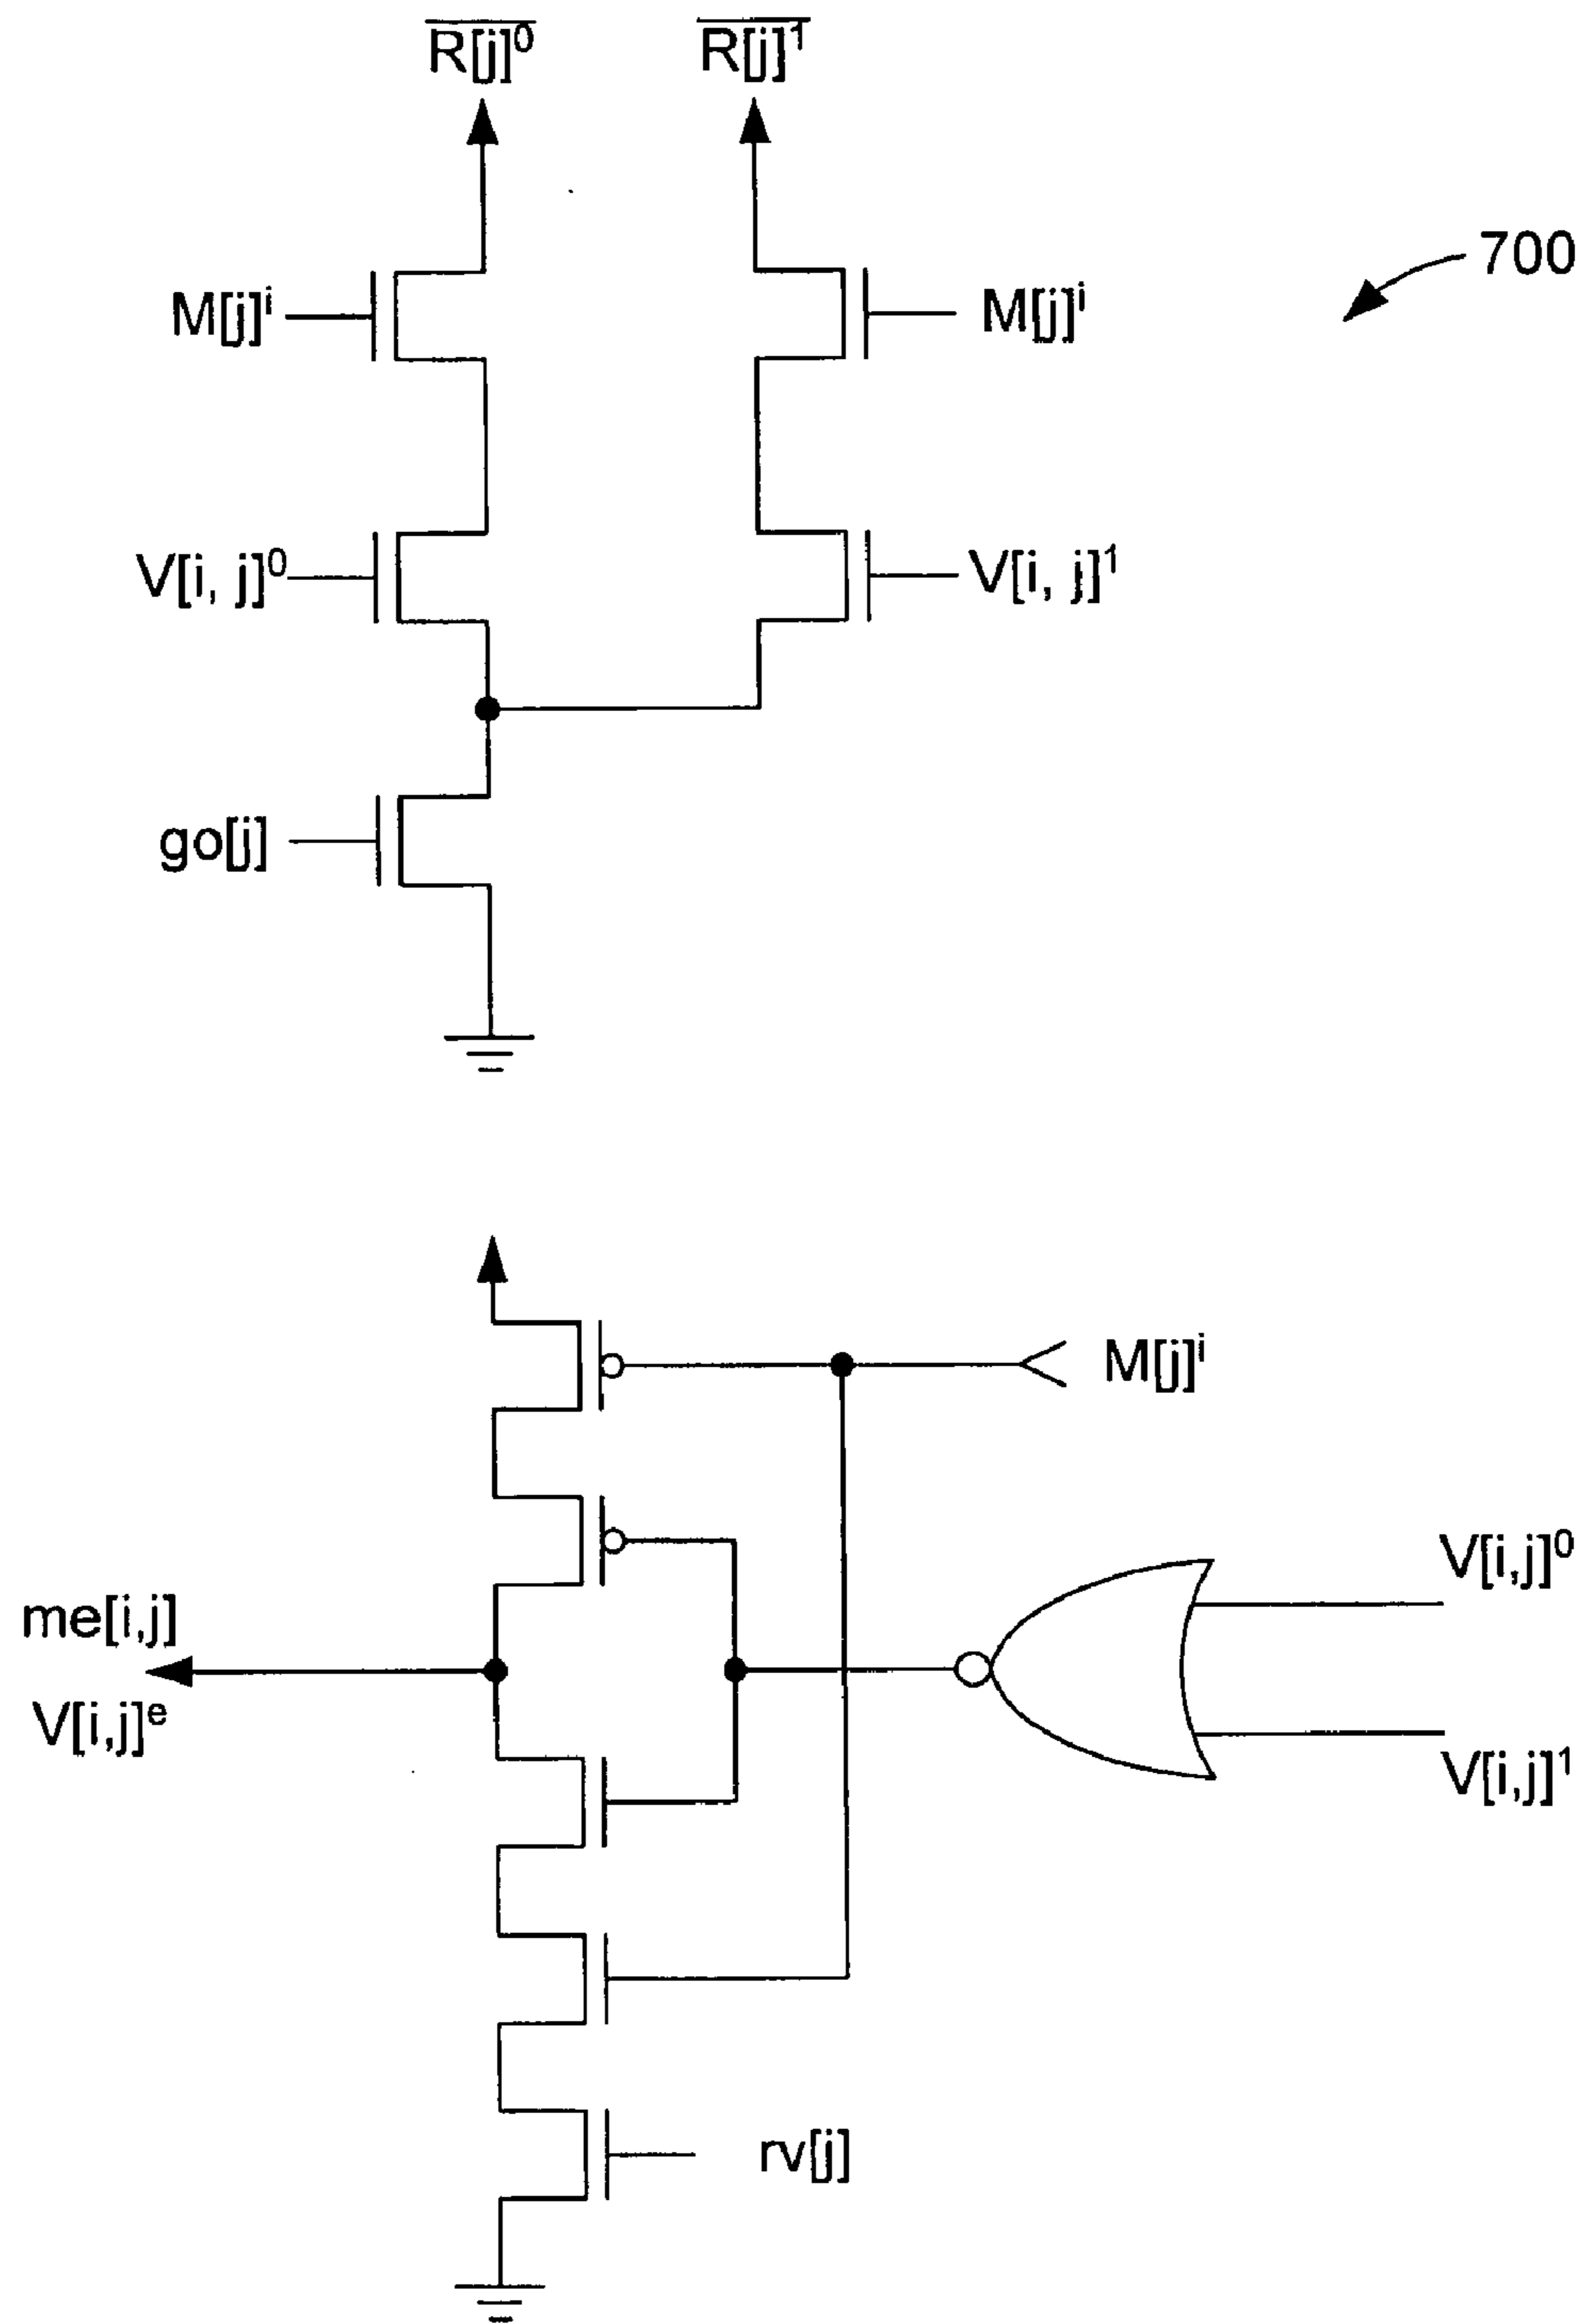 R[j]⁰ R[j]¹
700
M[j]ⁱ M[j]ⁱ
V[i, j]⁰ V[i, j]¹
go[j]
M[j]ⁱ
V[i,j]⁰
me[i,j]
V[i,j]ᵉ
V[i,j]¹
rv[j]